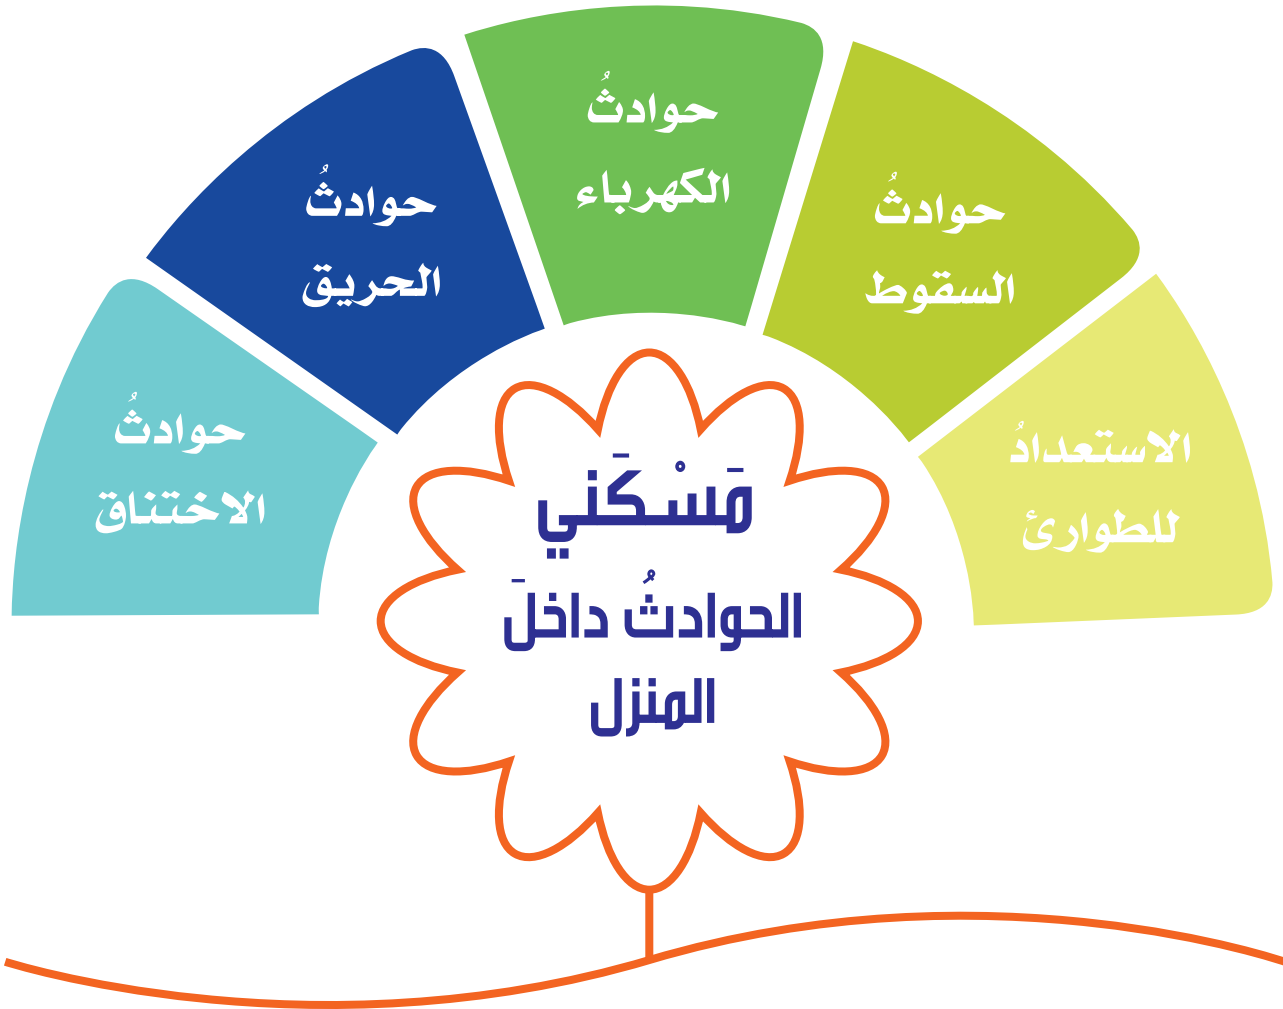 الاستعدادُ
للطوارئ
حوادثُ
السقوط
حوادثُ
الكهرباء
حوادثُ
الحريق
حوادثُ
الاختناق
مَسْكَني
الحوادثُ داخلَ
المنزل